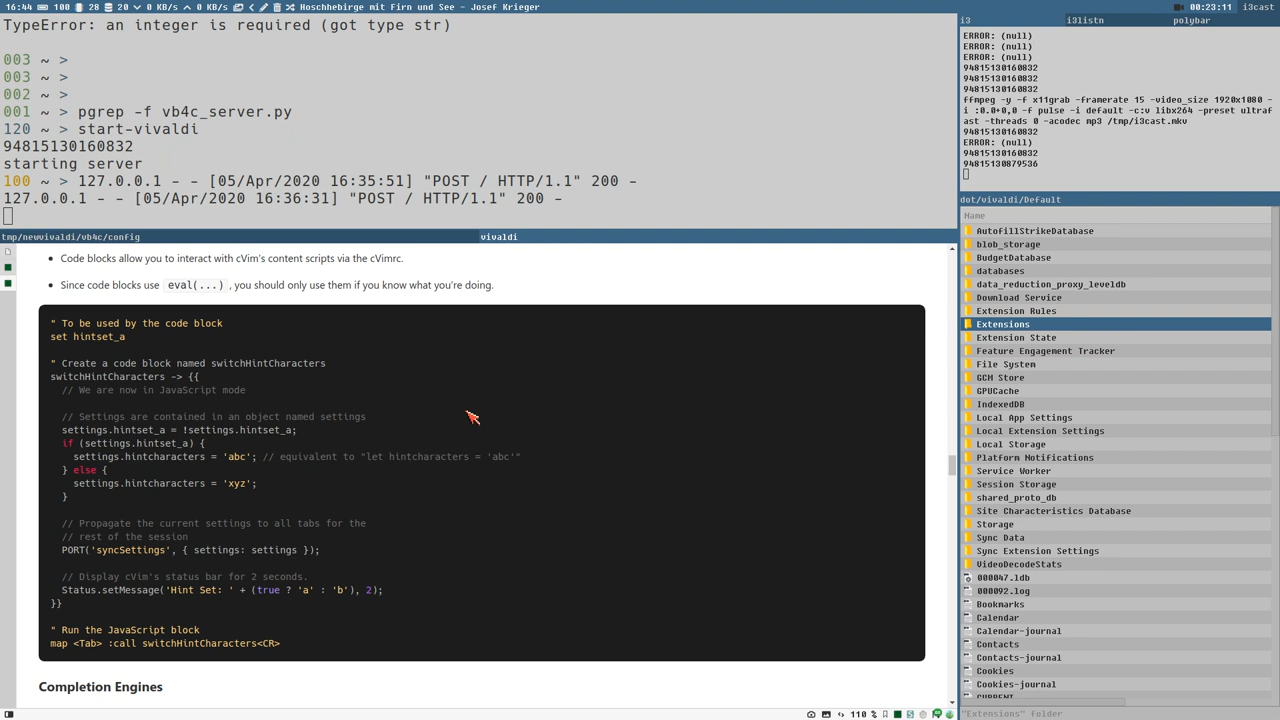 16:44 100 28 20 0 KB/s 0 KB/s Hoschhebirge mit Firn und See - Josef Krieger 00:23:11 i3cast
TypeError: an integer is required (got type str)
003 ~ >
003 ~ >
002 ~ >
001 ~ > pgrep -f vb4c_server.py
120 ~ > start-vivaldi
94815130160832
starting server
100 ~ > 127.0.0.1 - - [05/Apr/2020 16:35:51] "POST / HTTP/1.1" 200 -
127.0.0.1 - - [05/Apr/2020 16:36:31] "POST / HTTP/1.1" 200 -
tmp/newvivaldi/vb4c/config vivaldi
• Code blocks allow you to interact with cVim's content scripts via the cVimrc.
• Since code blocks use eval(...), you should only use them if you know what you're doing.
" To be used by the code block
set hintset_a
" Create a code block named switchHintCharacters
switchHintCharacters -> {{
// We are now in JavaScript mode
// Settings are contained in an object named settings
settings.hintset_a = !settings.hintset_a;
if (settings.hintset_a) {
settings.hintcharacters = 'abc'; // equivalent to "let hintcharacters = 'abc'"
} else {
settings.hintcharacters = 'xyz';
}
// Propagate the current settings to all tabs for the
// rest of the session
PORT('syncSettings', { settings: settings });
// Display cVim's status bar for 2 seconds.
Status.setMessage('Hint Set: ' + (true ? 'a' : 'b'), 2);
}}
" Run the JavaScript block
map <Tab> :call switchHintCharacters<CR>
Completion Engines
110 %
i3 i3listn polybar
ERROR: (null)
ERROR: (null)
ERROR: (null)
94815130160832
94815130160832
94815130160832
ffmpeg -y -f x11grab -framerate 15 -video_size 1920x1080 -
i :0.0+0,0 -f pulse -i default -c:v libx264 -preset ultraf
ast -threads 0 -acodec mp3 /tmp/i3cast.mkv
94815130160832
ERROR: (null)
94815130160832
94815130879536
dot/vivaldi/Default
Name
AutofillStrikeDatabase
blob_storage
BudgetDatabase
databases
data_reduction_proxy_leveldb
Download Service
Extension Rules
Extensions
Extension State
Feature Engagement Tracker
File System
GCM Store
GPUCache
IndexedDB
Local App Settings
Local Extension Settings
Local Storage
Platform Notifications
Service Worker
Session Storage
shared_proto_db
Site Characteristics Database
Storage
Sync Data
Sync Extension Settings
VideoDecodeStats
000047.ldb
000092.log
Bookmarks
Calendar
Calendar-journal
Contacts
Contacts-journal
Cookies
Cookies-journal
CURRENT
"Extensions" folder